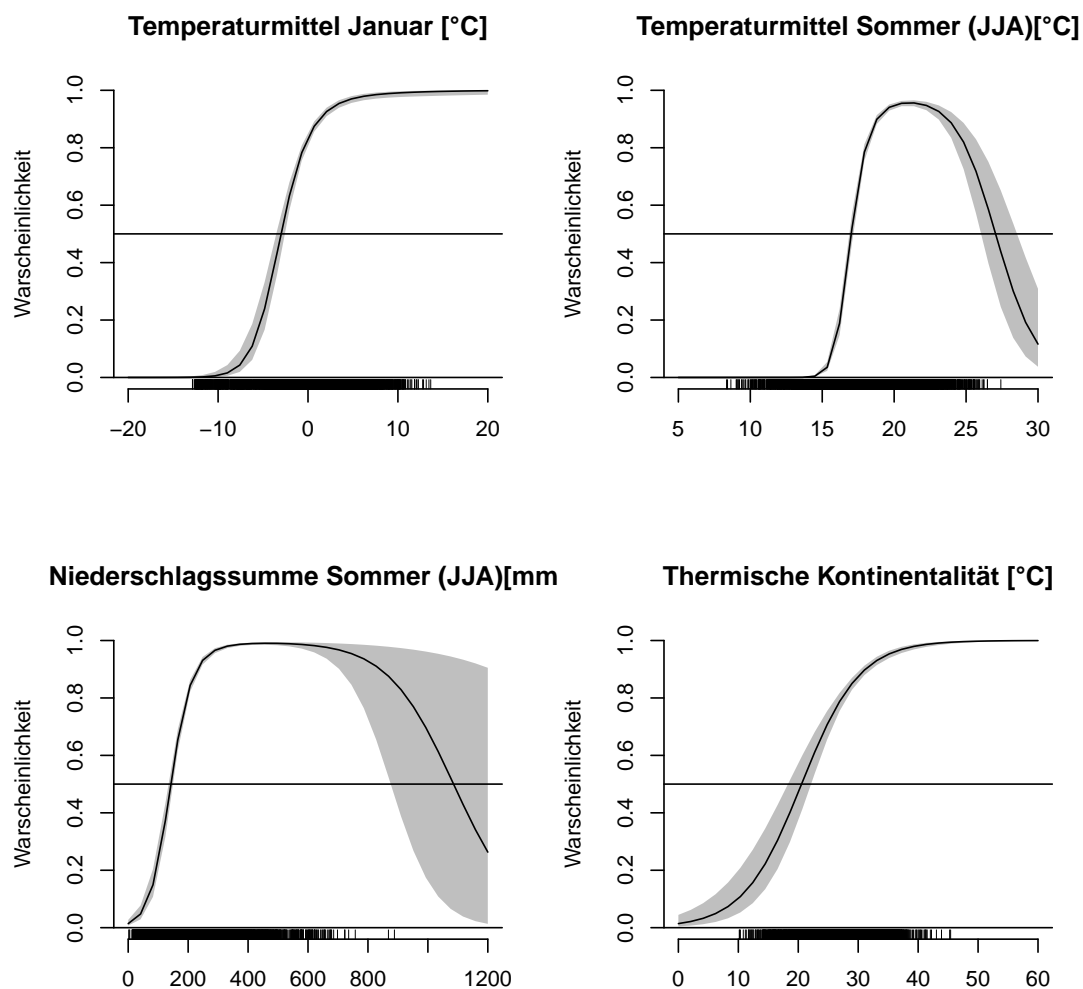 Temperaturmittel Januar [°C]
Warscheinlichkeit
0.0 0.2 0.4 0.6 0.8 1.0
−20 −10 0 10 20
Temperaturmittel Sommer (JJA)[°C]
Warscheinlichkeit
0.0 0.2 0.4 0.6 0.8 1.0
5 10 15 20 25 30
Niederschlagssumme Sommer (JJA)[mm
Warscheinlichkeit
0.0 0.2 0.4 0.6 0.8 1.0
0 200 400 600 800 1200
Thermische Kontinentalität [°C]
Warscheinlichkeit
0.0 0.2 0.4 0.6 0.8 1.0
0 10 20 30 40 50 60